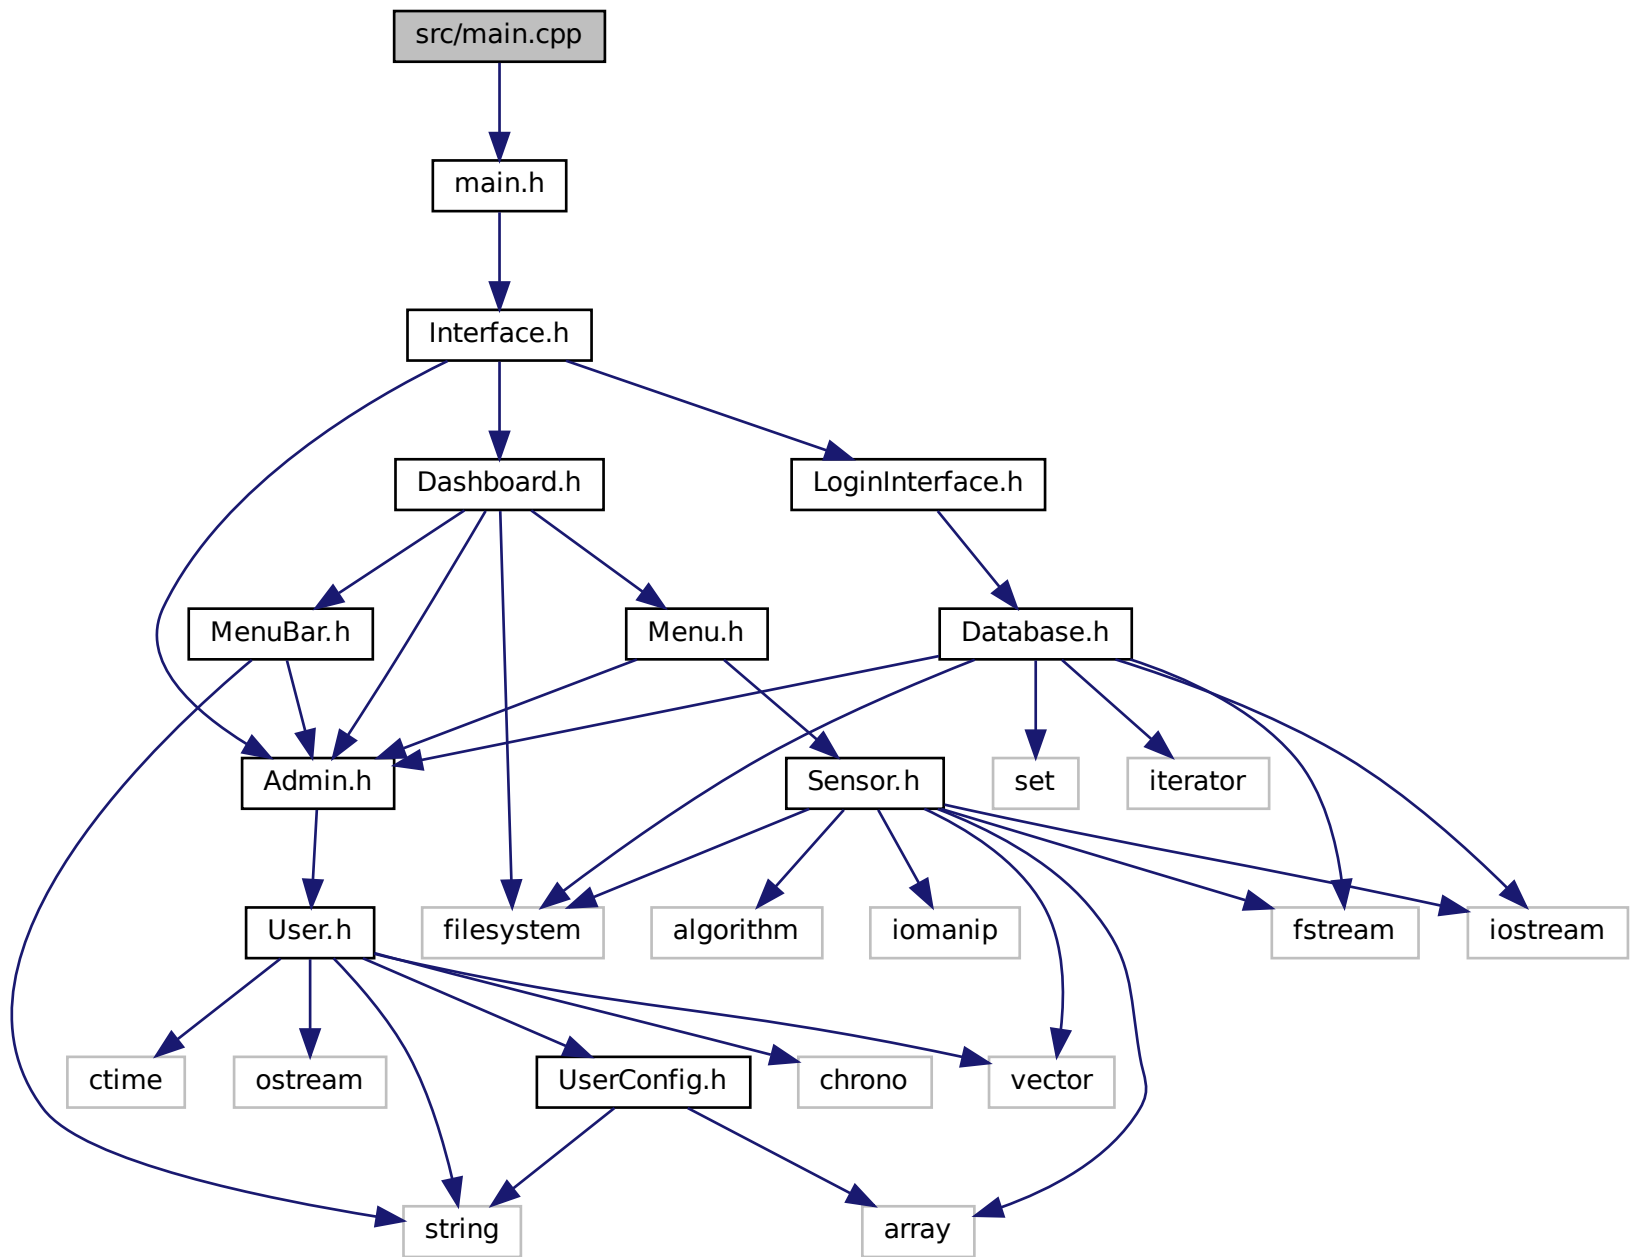 src/main.cpp
main.h
Interface.h
Dashboard.h
LoginInterface.h
MenuBar.h
Menu.h
Database.h
Admin.h
Sensor.h
set
iterator
User.h
filesystem
algorithm
iomanip
fstream
iostream
ctime
ostream
UserConfig.h
chrono
vector
string
array